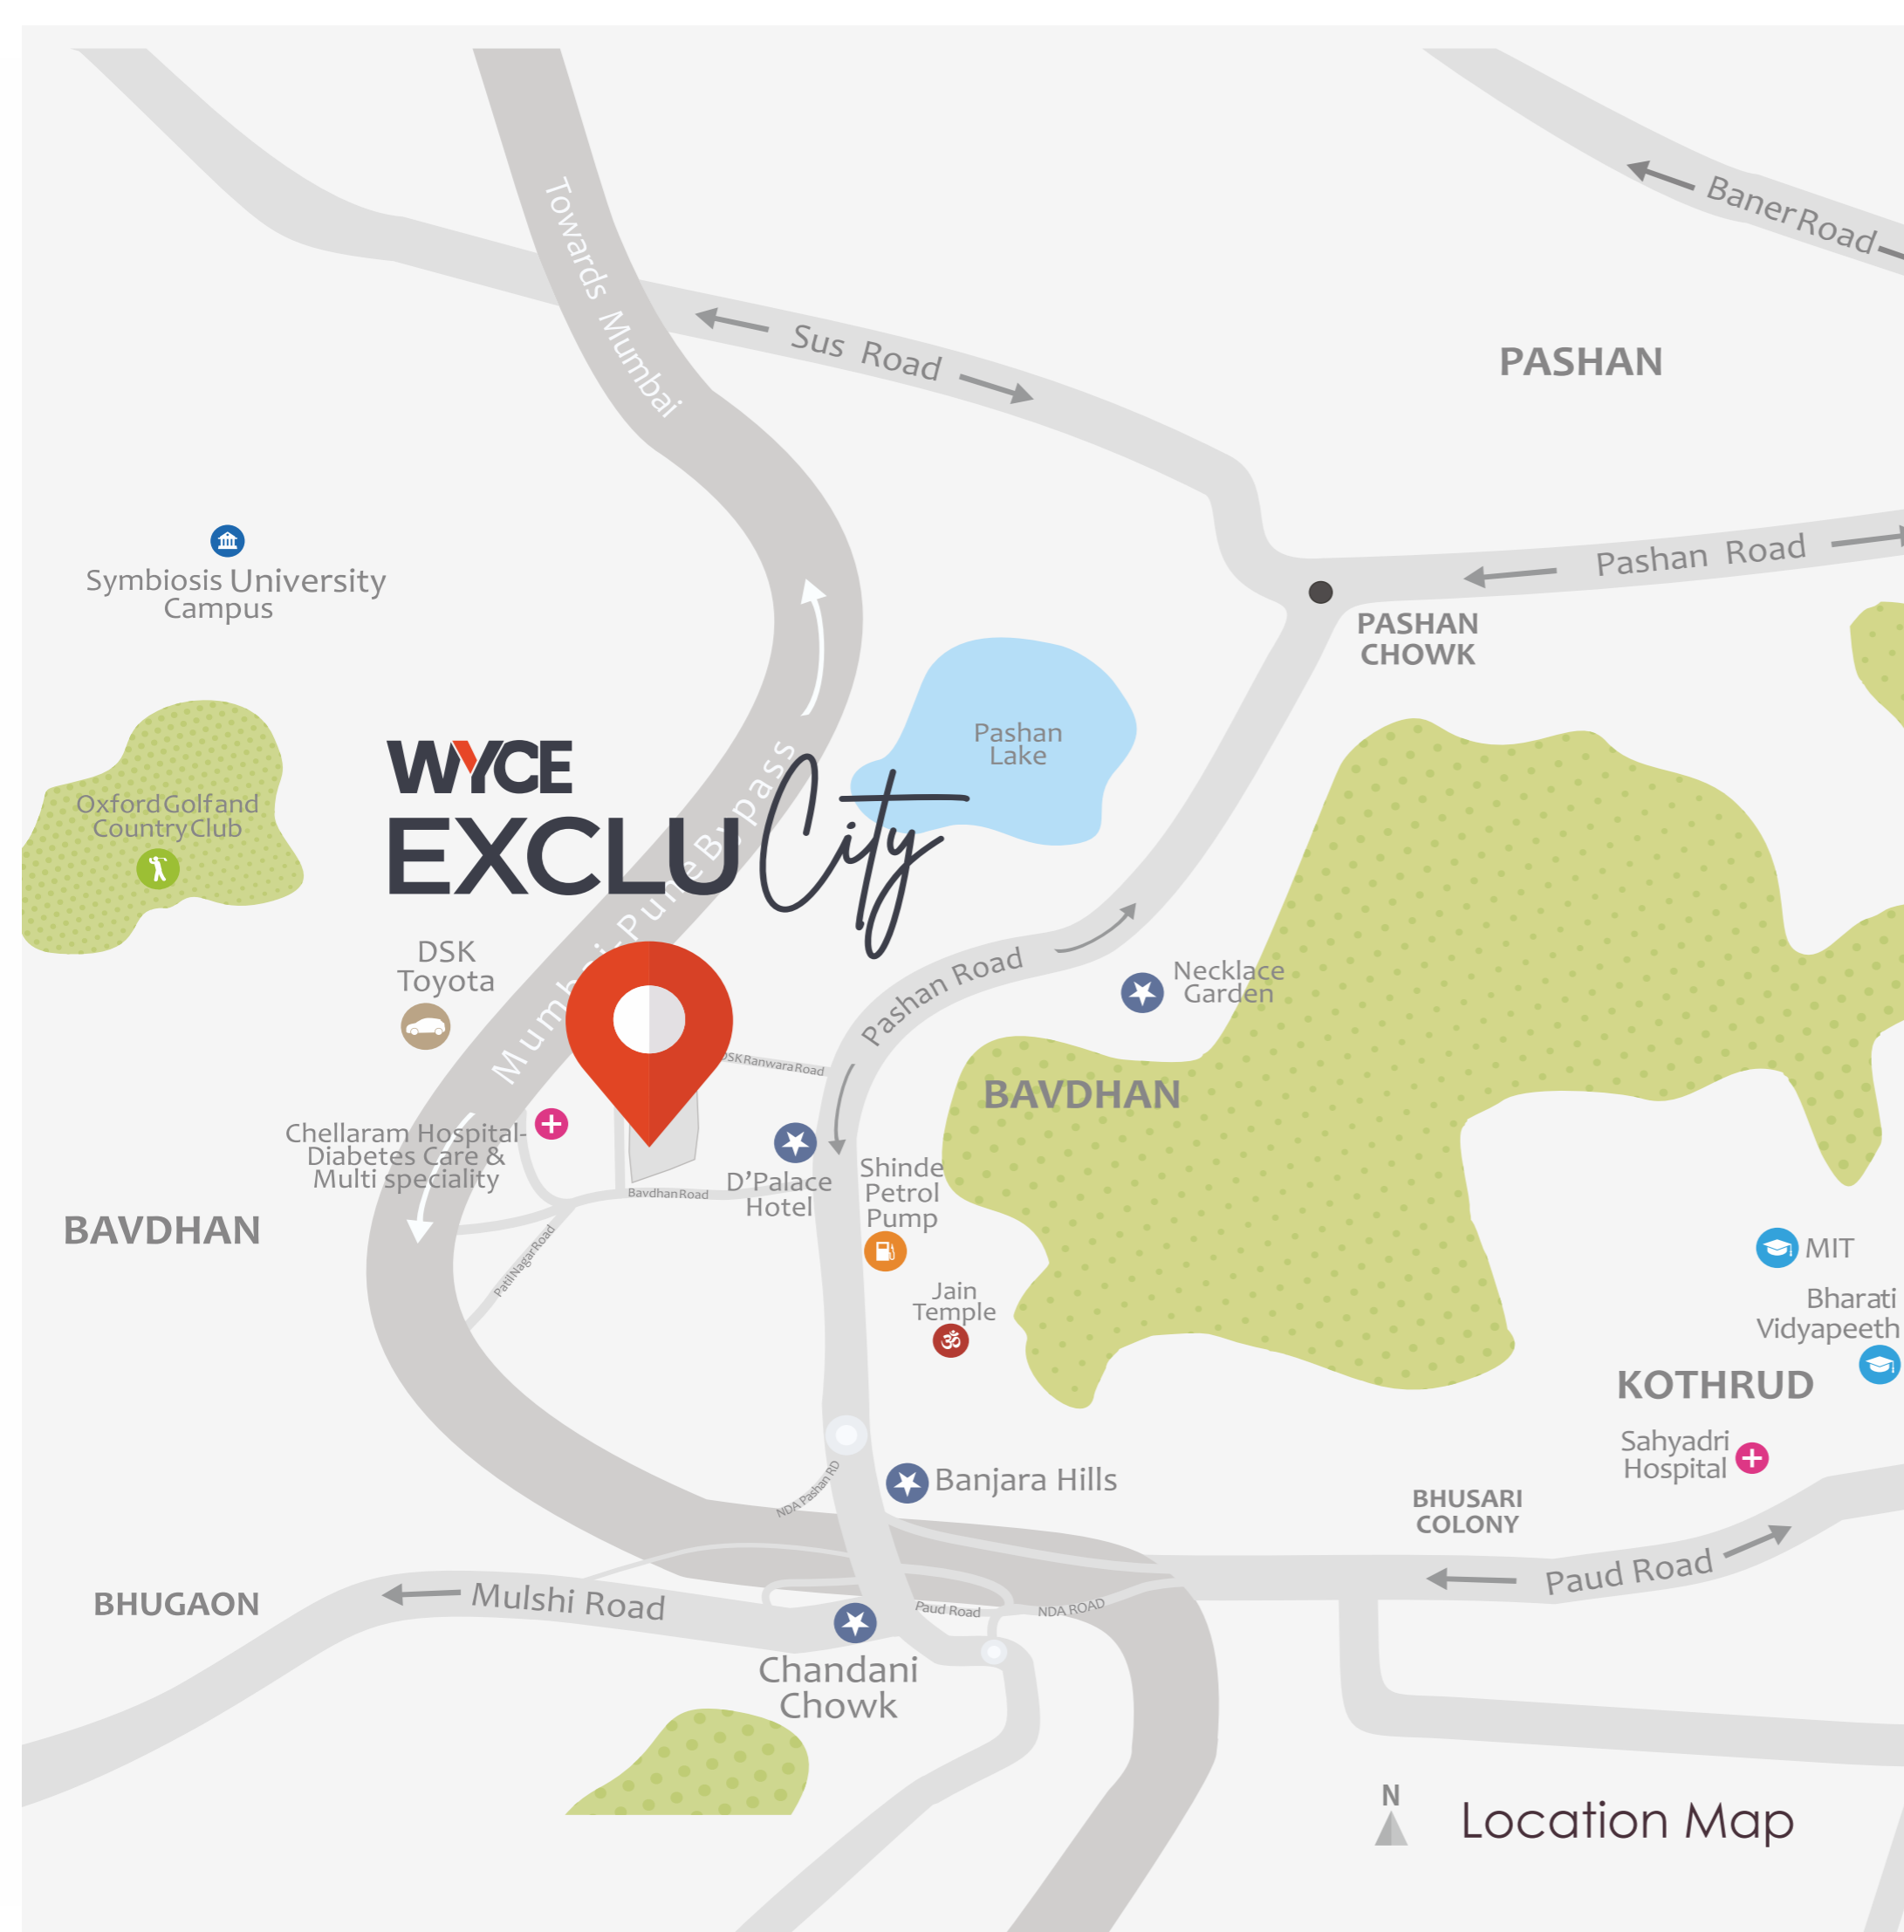 Towards Mumbai
Baner Road
Sus Road
PASHAN
Pashan Road
PASHAN
CHOWK
Symbiosis University
Campus
Pashan
Lake
WYCE
EXCLUCity
Oxford Golf and
Country Club
Mumbai-Pune Bypass
DSK
Toyota
Pashan Road
Necklace
Garden
DSK Ranwara Road
BAVDHAN
Chellaram Hospital-
Diabetes Care &
Multi speciality
D'Palace
Hotel
Shinde
Petrol
Pump
Bavdhan Road
BAVDHAN
Patil Nagar Road
MIT
Jain
Temple
ॐ
Bharati
Vidyapeeth
KOTHRUD
Sahyadri
Hospital
NDA Pashan RD
Banjara Hills
BHUSARI
COLONY
Paud Road
BHUGAON
Mulshi Road
Paud Road
NDA ROAD
Chandani
Chowk
N
Location Map